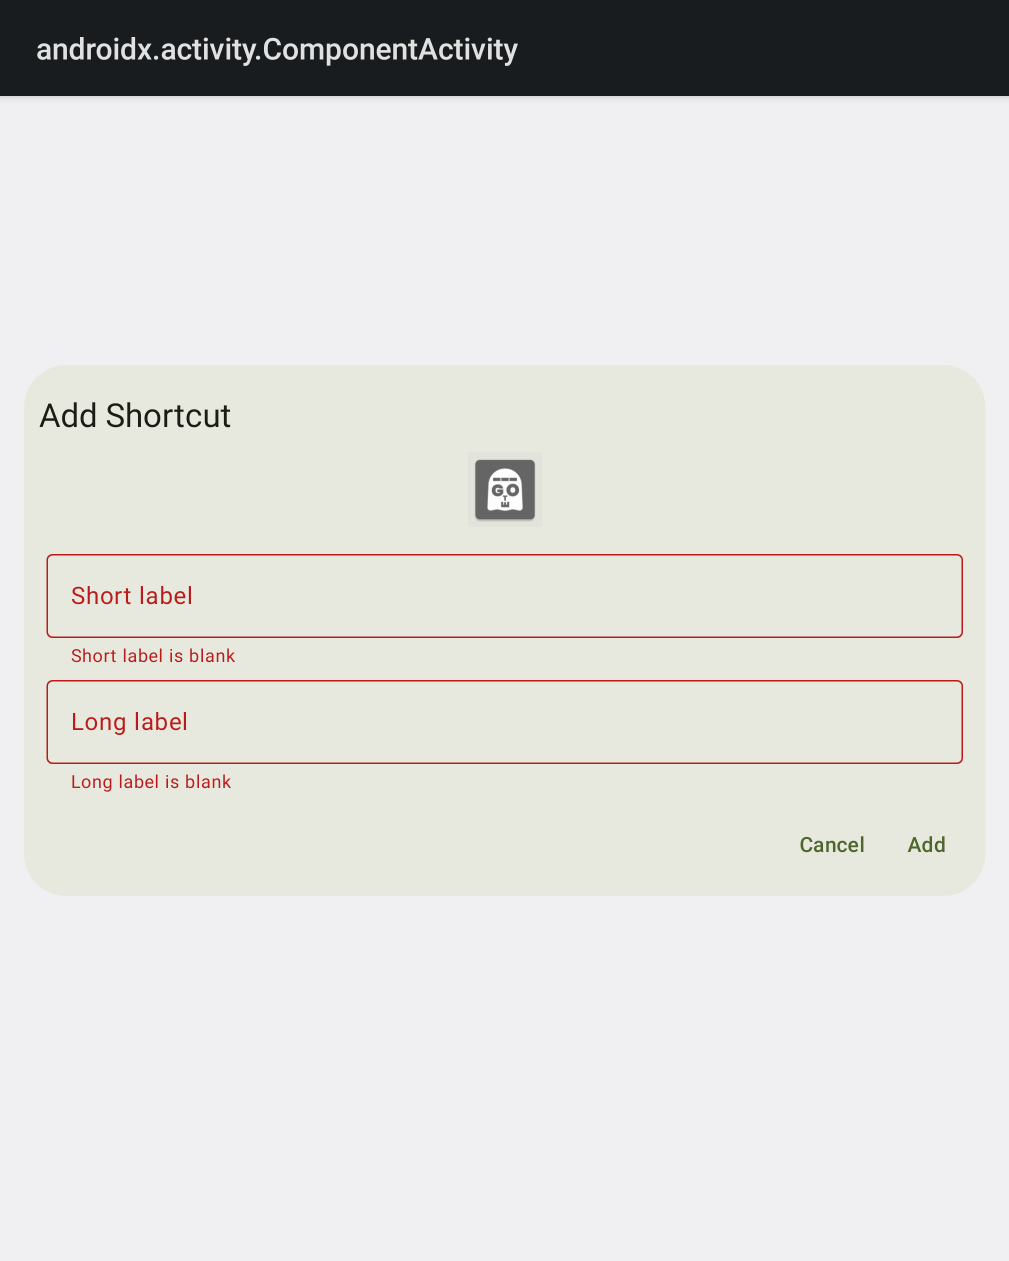 androidx.activity.ComponentActivity
Add Shortcut
GO
Short label
Short label is blank
Long label
Long label is blank
Cancel Add